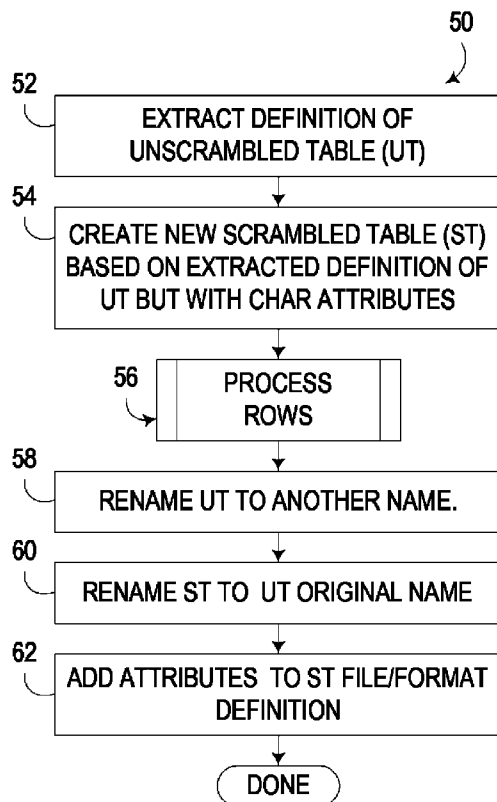 50
52
EXTRACT DEFINITION OF
UNSCRAMBLED TABLE (UT)
54
CREATE NEW SCRAMBLED TABLE (ST)
BASED ON EXTRACTED DEFINITION OF
UT BUT WITH CHAR ATTRIBUTES
56
PROCESS
ROWS
58
RENAME UT TO ANOTHER NAME.
60
RENAME ST TO UT ORIGINAL NAME
62
ADD ATTRIBUTES TO ST FILE/FORMAT
DEFINITION
DONE